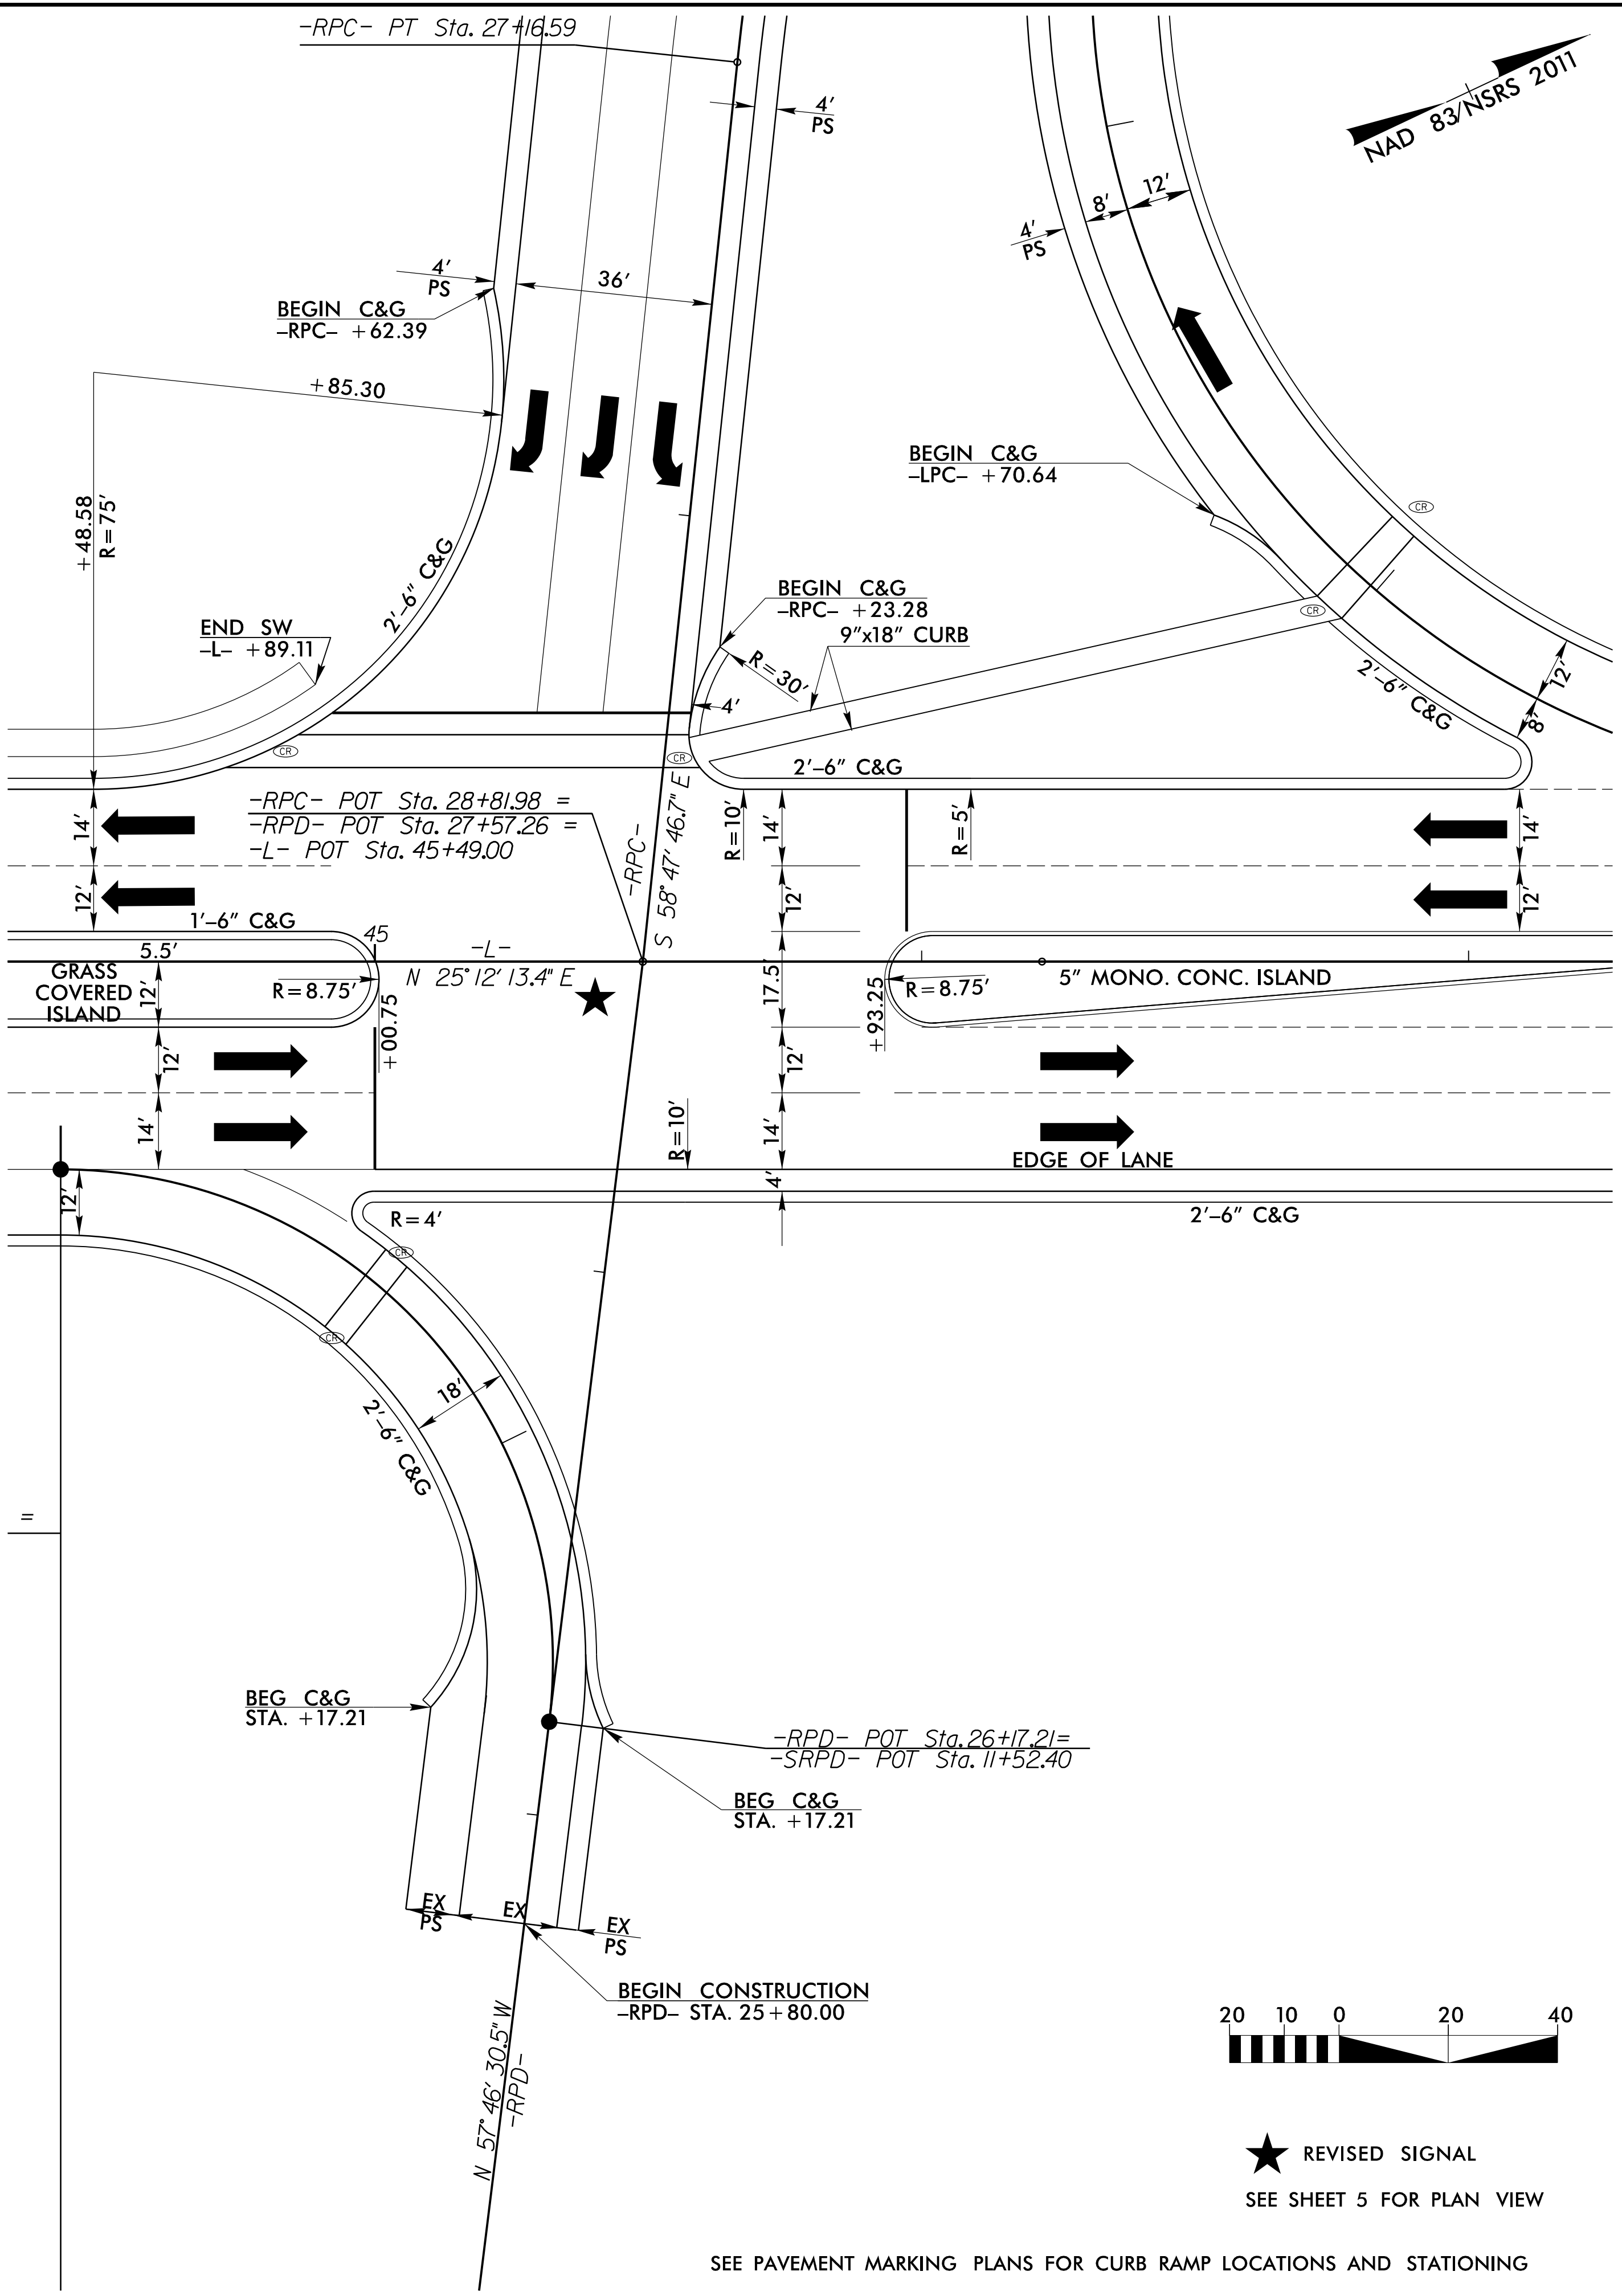 -RPC- PT Sta. 27+16.59
NAD 83/NSRS 2011
4'
PS
12'
8'
4'
PS
4'
PS
36'
BEGIN C&G
-RPC- +62.39
+85.30
+48.58
R=75'
BEGIN C&G
-LPC- +70.64
CR
2'-6" C&G
BEGIN C&G
-RPC- +23.28
9"x18" CURB
CR
END SW
-L- +89.11
R=30'
4'
12'
8'
2'-6" C&G
CR
CR
2'-6" C&G
-RPC- POT Sta. 28+81.98 =
-RPD- POT Sta. 27+57.26 =
-L- POT Sta. 45+49.00
-RPC-
S 58° 47' 46.7" E
R=10'
14'
R=5'
14'
14'
12'
12'
12'
1'-6" C&G
45
-L-
5.5'
N 25° 12' 13.4" E
GRASS
COVERED
ISLAND
12'
R=8.75'
+00.75
17.5'
+93.25
R=8.75'
5" MONO. CONC. ISLAND
12'
12'
14'
R=10'
14'
EDGE OF LANE
4'
12'
R=4'
2'-6" C&G
CR
CR
18'
2'-6" C&G
=
BEG C&G
STA. +17.21
-RPD- POT Sta. 26+17.21=
-SRPD- POT Sta. 11+52.40
BEG C&G
STA. +17.21
EX
PS
EX
EX
PS
BEGIN CONSTRUCTION
-RPD- STA. 25+80.00
N 57° 46' 30.5" W
-RPD-
20 10 0 20 40
REVISED SIGNAL
SEE SHEET 5 FOR PLAN VIEW
SEE PAVEMENT MARKING PLANS FOR CURB RAMP LOCATIONS AND STATIONING